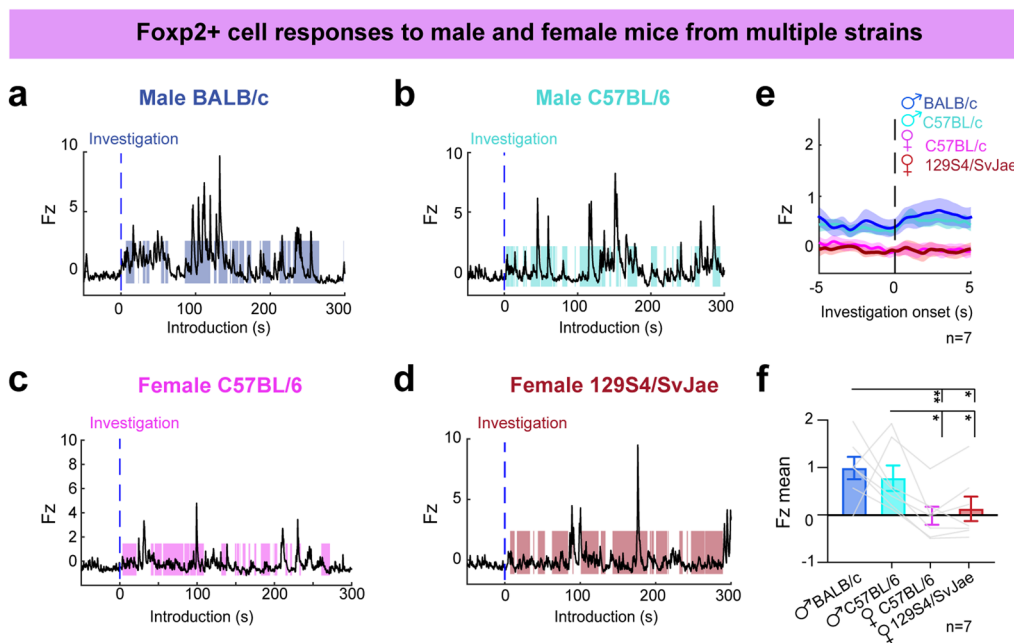 Foxp2+ cell responses to male and female mice from multiple strains
a
Male BALB/c
Investigation
10
5
0
Fz
0 100 200 300
Introduction (s)
b
Male C57BL/6
Investigation
10
5
0
Fz
0 100 200 300
Introduction (s)
e
♂BALB/c
♂C57BL/c
♀ C57BL/c
♀ 129S4/SvJae
2
1
0
Fz
-5 0 5
Investigation onset (s)
n=7
c
Female C57BL/6
Investigation
10
8
6
4
2
0
Fz
0 100 200 300
Introduction (s)
d
Female 129S4/SvJae
Investigation
10
5
0
Fz
0 100 200 300
Introduction (s)
f
** *
* *
2
1
0
-1
Fz mean
♂BALB/c
♂C57BL/6
♀ C57BL/6
♀129S4/SvJae
n=7